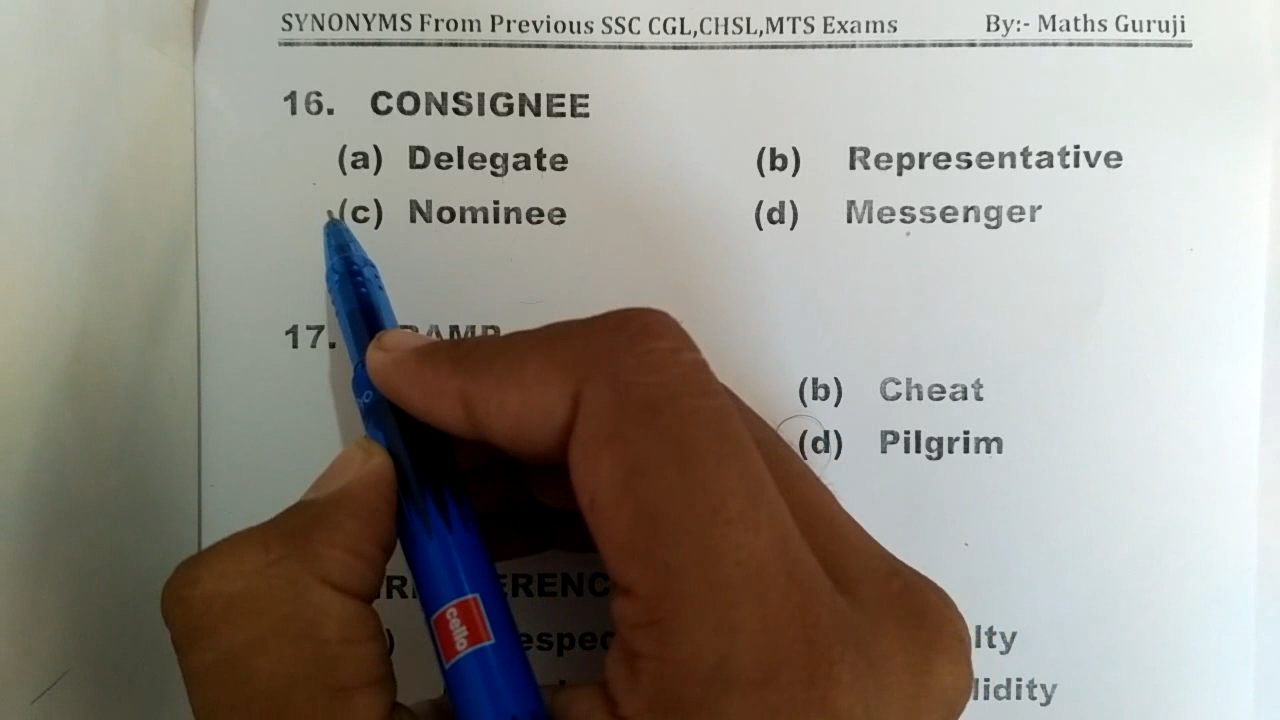 SYNONYMS From Previous SSC CGL,CHSL,MTS Exams By:- Maths Guruji
16. CONSIGNEE
(a) Delegate (b) Representative
(c) Nominee (d) Messenger
17.
(b) Cheat
(d) Pilgrim
cello